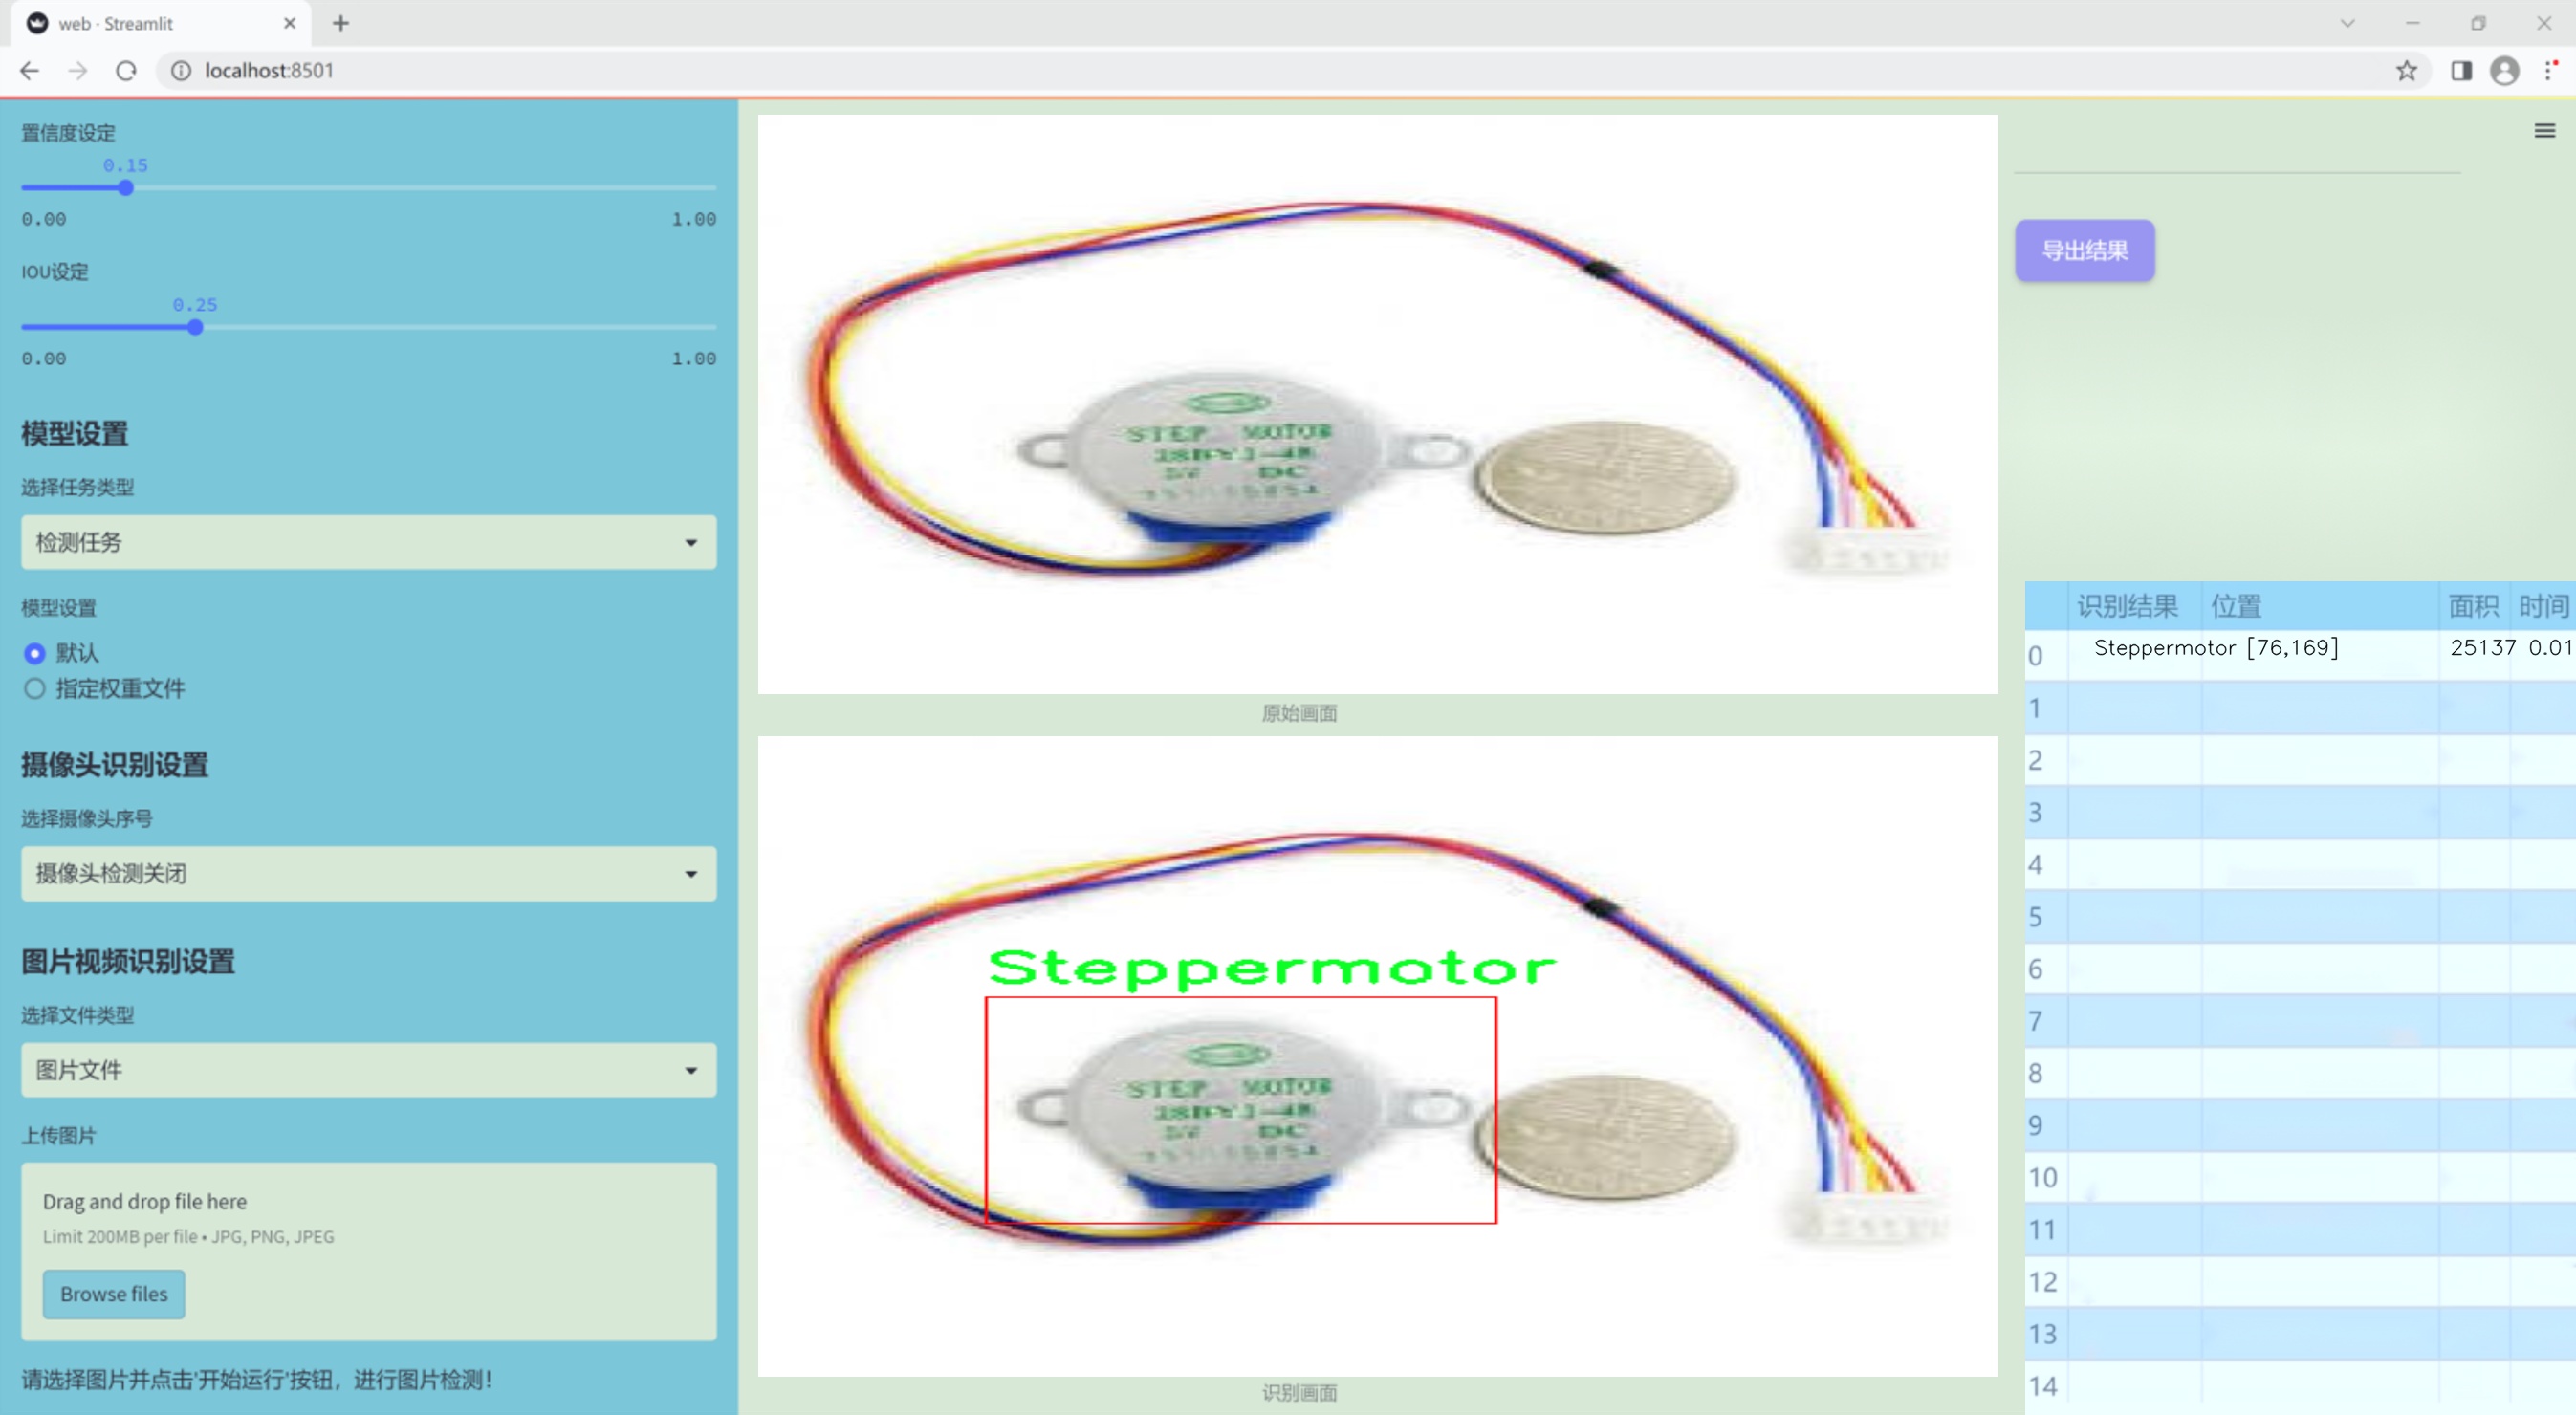 web · Streamlit
localhost:8501
置信度设定
0.15
0.00 1.00
IOU设定
0.25
0.00 1.00
模型设置
选择任务类型
检测任务
模型设置
默认
指定权重文件
摄像头识别设置
选择摄像头序号
摄像头检测关闭
图片视频识别设置
选择文件类型
图片文件
上传图片
Drag and drop file here
Limit 200MB per file • JPG, PNG, JPEG
Browse files
请选择图片并点击'开始运行'按钮，进行图片检测！
STEP MOTOR
5V DC
原始画面
Steppermotor
STEP MOTOR
5V DC
识别画面
导出结果
识别结果 位置 面积 时间
0 Steppermotor [76,169] 25137 0.01
1
2
3
4
5
6
7
8
9
10
11
12
13
14